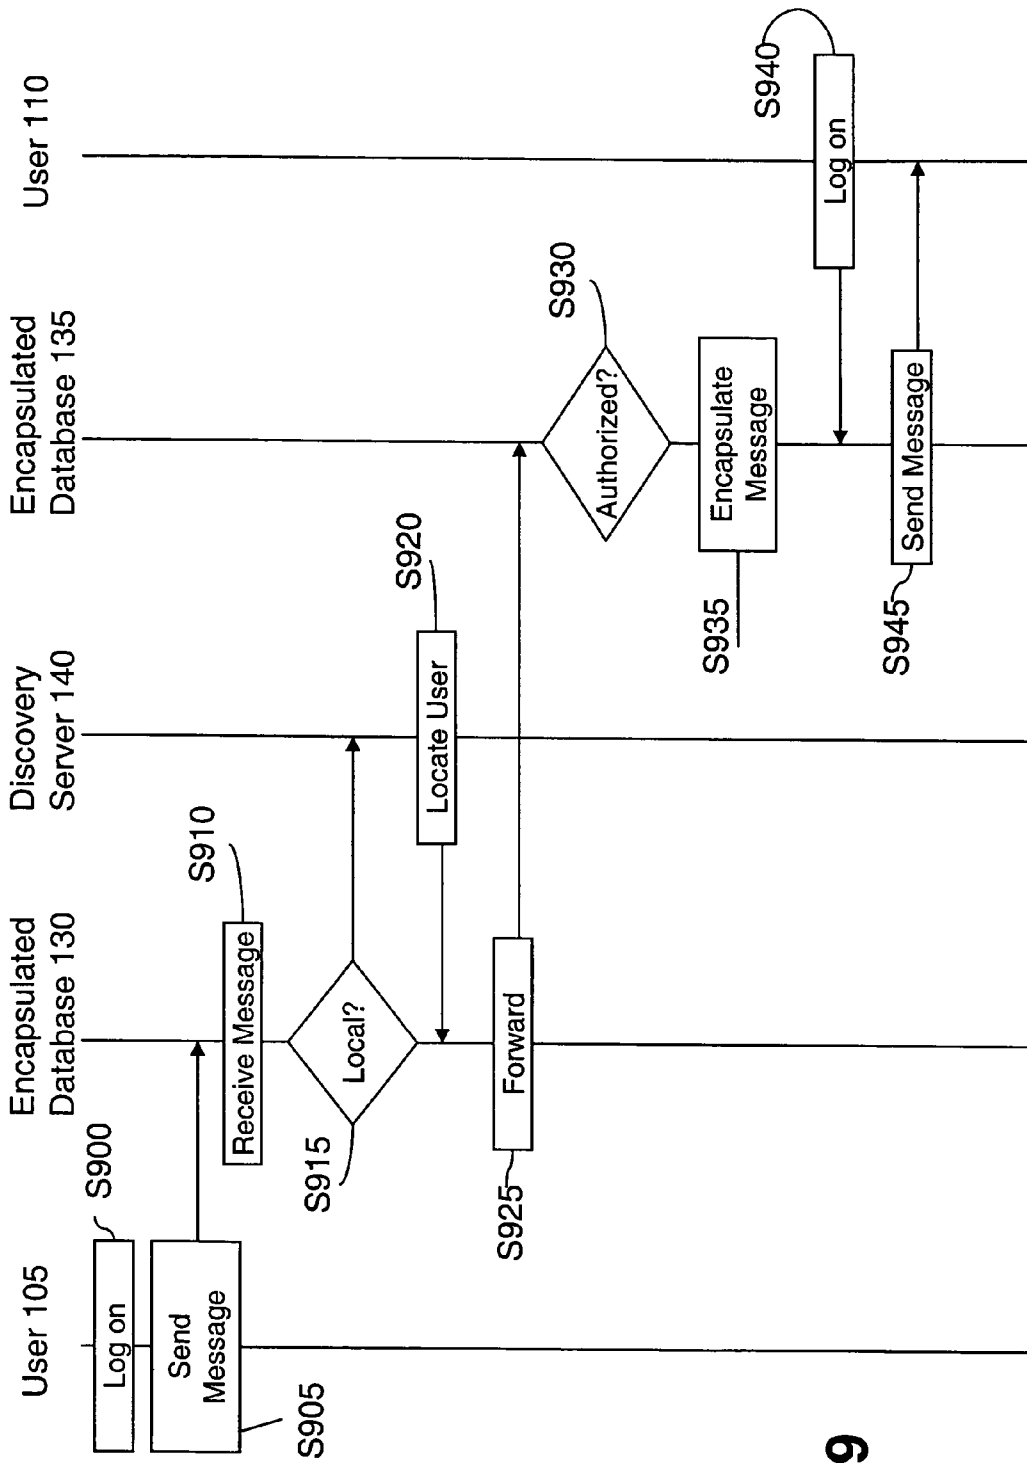 User 105
Encapsulated
Database 130
Discovery
Server 140
Encapsulated
Database 135
User 110
Log on
S900
Send
Message
S905
Receive Message
S910
Local?
S915
Locate User
S920
Forward
S925
Authorized?
S930
Encapsulate
Message
S935
Log on
S940
Send Message
S945
9